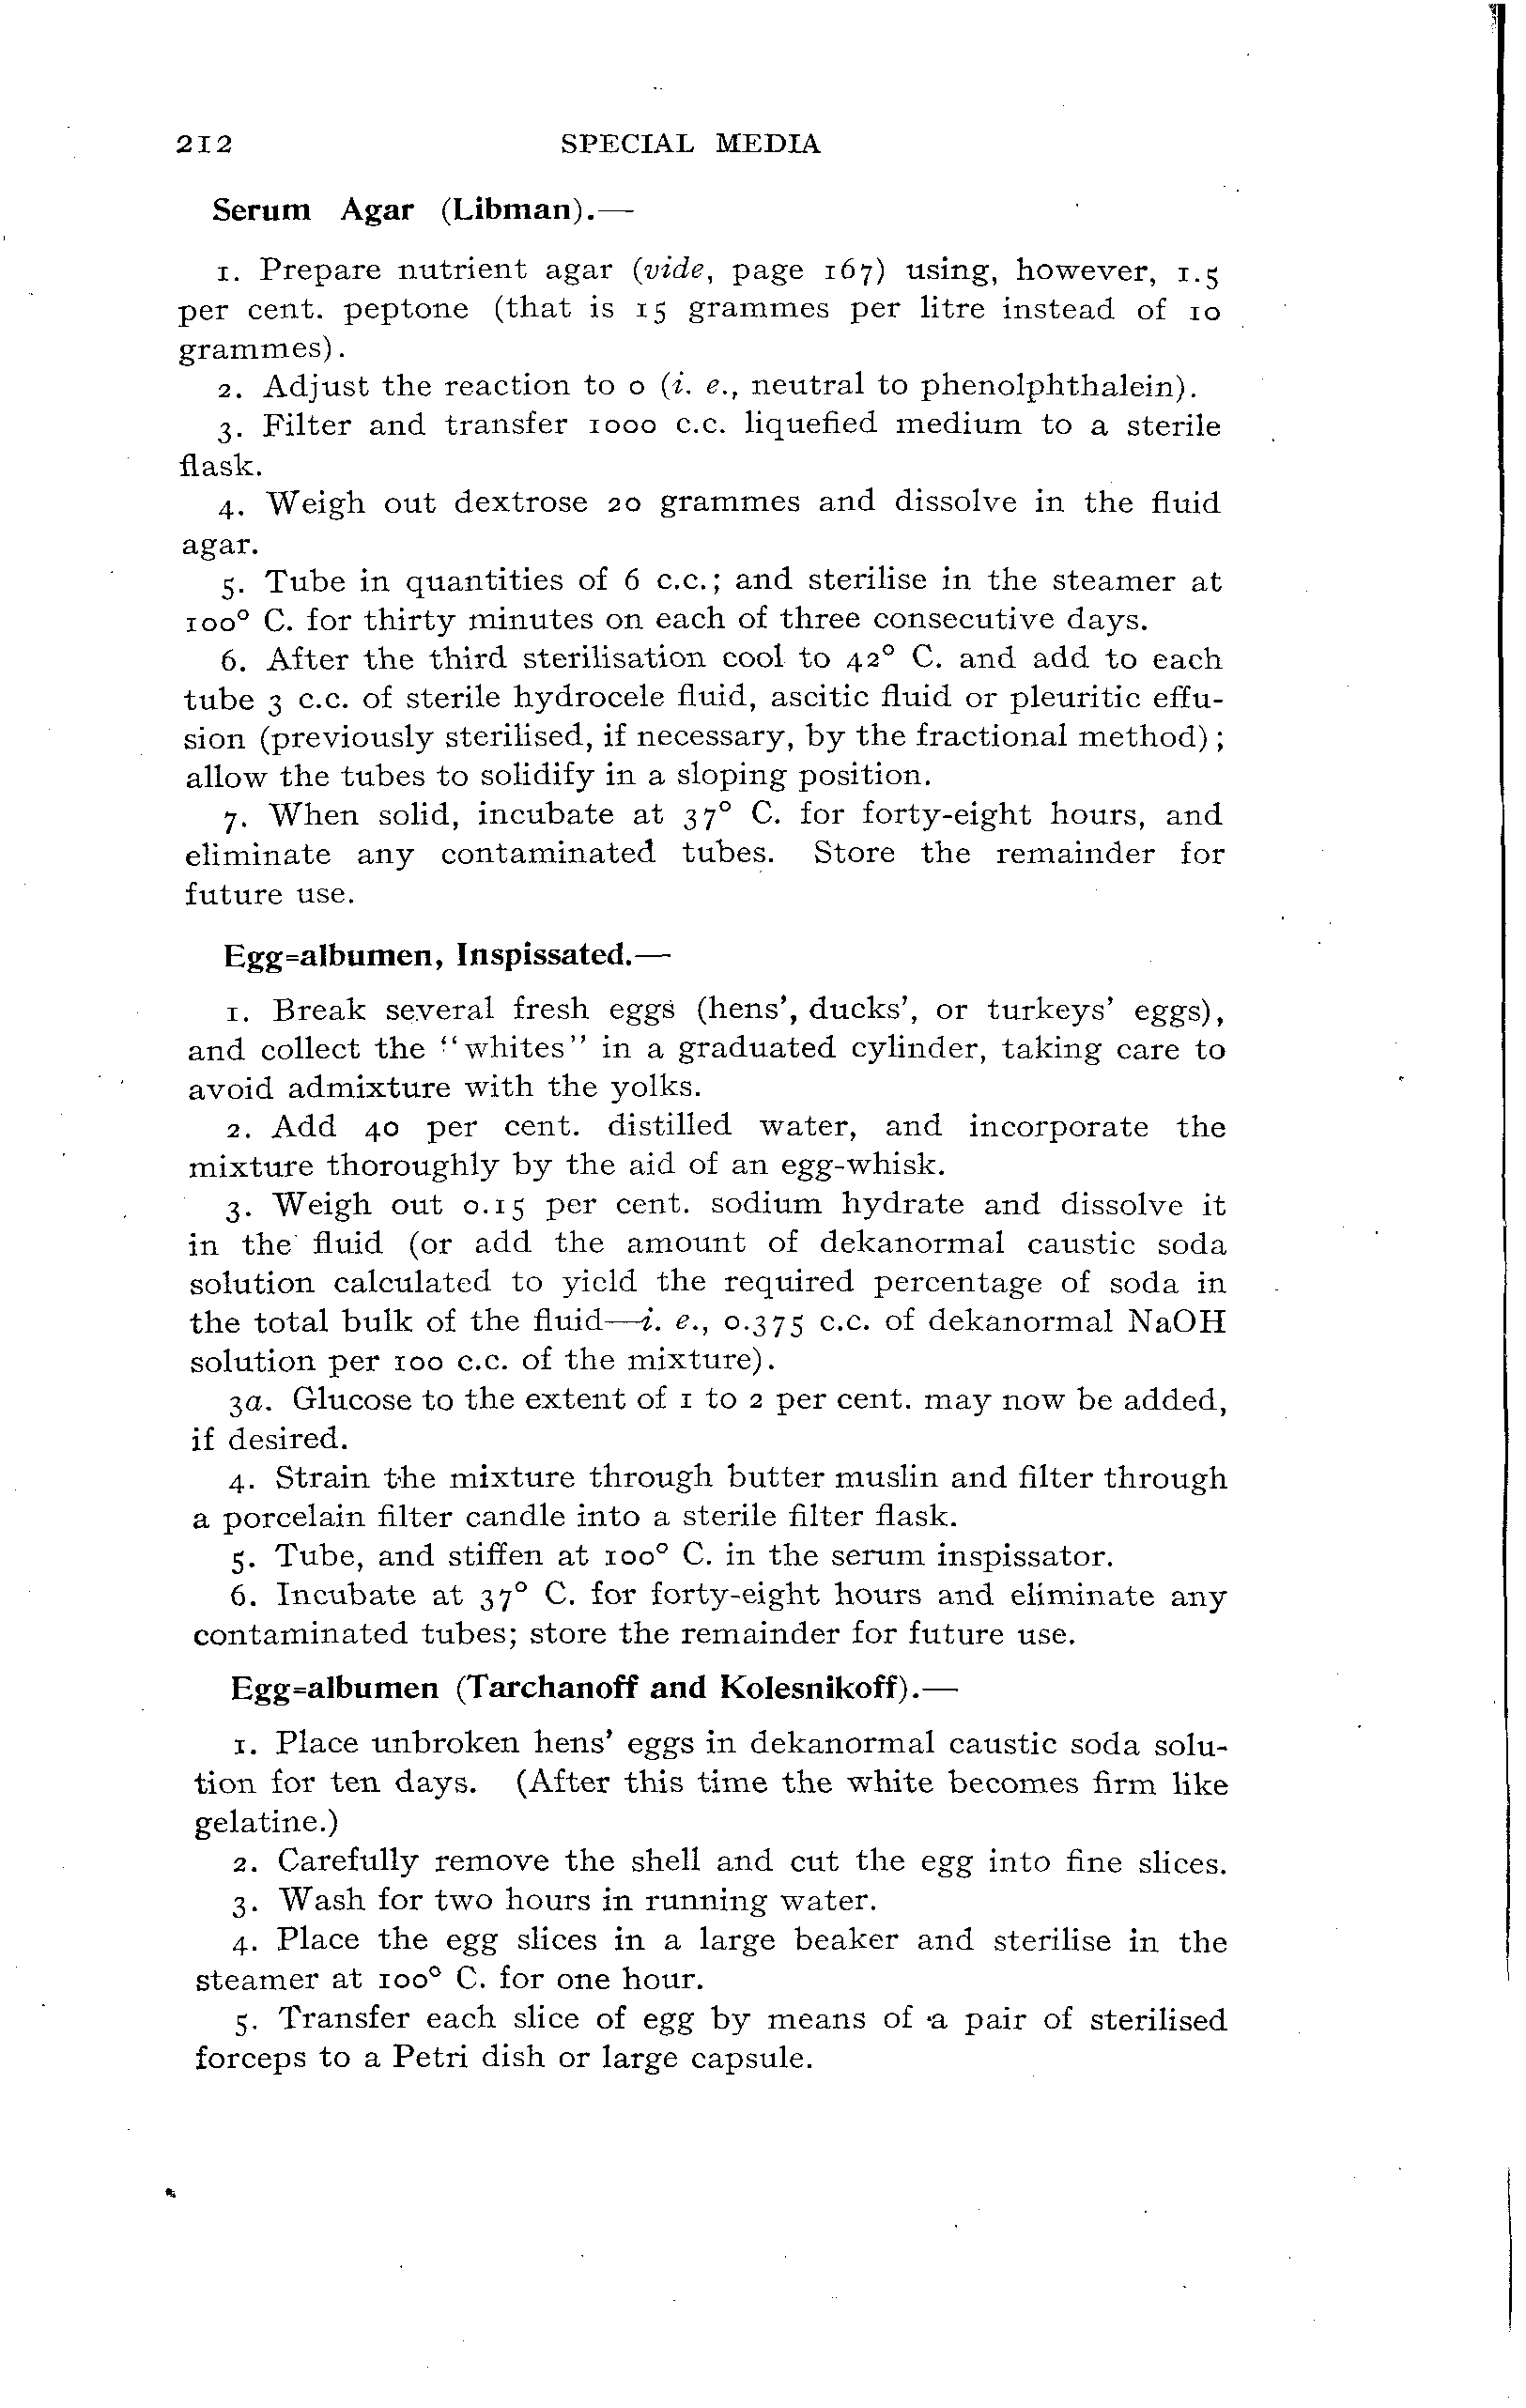 212 SPECIAL MEDIA
Serum Agar (Libman).—
1. Prepare nutrient agar (vide, page 167) using, however, 1.5
per cent. peptone (that is 15 grammes per litre instead of 10
grammes).
2. Adjust the reaction to 0 (i. e., neutral to phenolphthalein).
3. Filter and transfer 1000 c.c. liquefied medium to a sterile
flask.
4. Weigh out dextrose 20 grammes and dissolve in the fluid
agar.
5. Tube in quantities of 6 c.c.; and sterilise in the steamer at
100° C. for thirty minutes on each of three consecutive days.
6. After the third sterilisation cool to 42° C. and add to each
tube 3 c.c. of sterile hydrocele fluid, ascitic fluid or pleuritic effu-
sion (previously sterilised, if necessary, by the fractional method);
allow the tubes to solidify in a sloping position.
7. When solid, incubate at 37° C. for forty-eight hours, and
eliminate any contaminated tubes. Store the remainder for
future use.
Egg=albumen, Inspissated.—
1. Break several fresh eggs (hens', ducks', or turkeys' eggs),
and collect the "whites" in a graduated cylinder, taking care to
avoid admixture with the yolks.
2. Add 40 per cent. distilled water, and incorporate the
mixture thoroughly by the aid of an egg-whisk.
3. Weigh out 0.15 per cent. sodium hydrate and dissolve it
in the fluid (or add the amount of dekanormal caustic soda
solution calculated to yield the required percentage of soda in
the total bulk of the fluid—i. e., 0.375 c.c. of dekanormal NaOH
solution per 100 c.c. of the mixture).
3a. Glucose to the extent of 1 to 2 per cent. may now be added,
if desired.
4. Strain the mixture through butter muslin and filter through
a porcelain filter candle into a sterile filter flask.
5. Tube, and stiffen at 100° C. in the serum inspissator.
6. Incubate at 37° C. for forty-eight hours and eliminate any
contaminated tubes; store the remainder for future use.
Egg=albumen (Tarchanoff and Kolesnikoff).—
1. Place unbroken hens' eggs in dekanormal caustic soda solu-
tion for ten days. (After this time the white becomes firm like
gelatine.)
2. Carefully remove the shell and cut the egg into fine slices.
3. Wash for two hours in running water.
4. Place the egg slices in a large beaker and sterilise in the
steamer at 100° C. for one hour.
5. Transfer each slice of egg by means of a pair of sterilised
forceps to a Petri dish or large capsule.